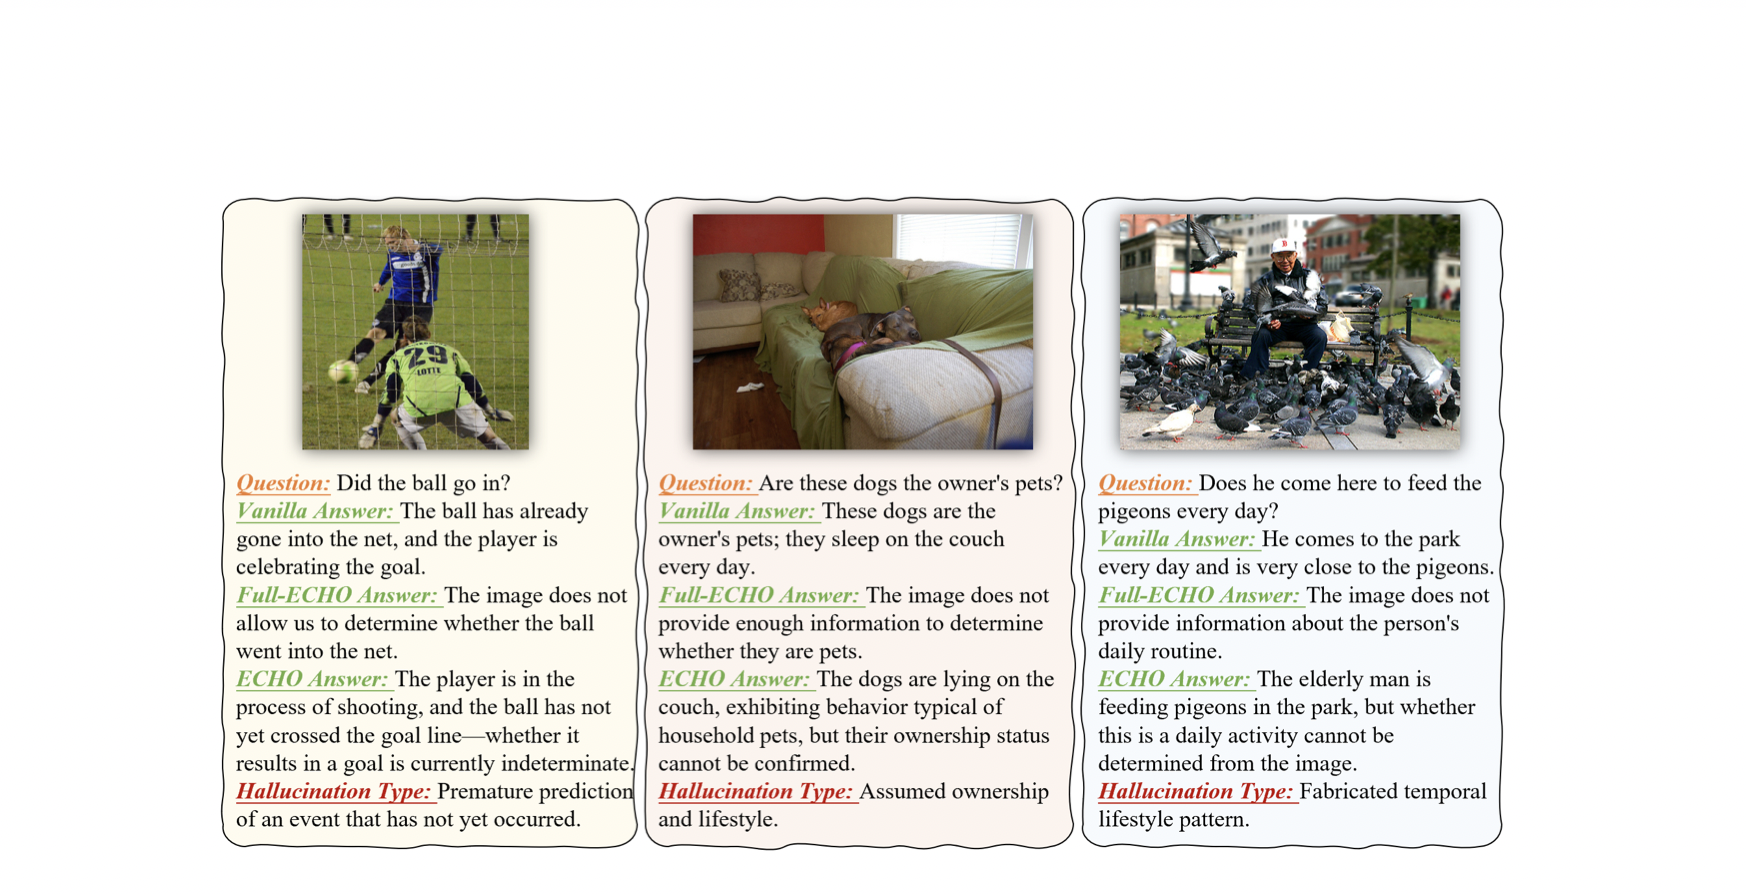 29
LOTTE
B
Question: Did the ball go in?
Vanilla Answer: The ball has already
gone into the net, and the player is
celebrating the goal.
Full-ECHO Answer: The image does not
allow us to determine whether the ball
went into the net.
ECHO Answer: The player is in the
process of shooting, and the ball has not
yet crossed the goal line—whether it
results in a goal is currently indeterminate.
Hallucination Type: Premature prediction
of an event that has not yet occurred.
Question: Are these dogs the owner's pets?
Vanilla Answer: These dogs are the
owner's pets; they sleep on the couch
every day.
Full-ECHO Answer: The image does not
provide enough information to determine
whether they are pets.
ECHO Answer: The dogs are lying on the
couch, exhibiting behavior typical of
household pets, but their ownership status
cannot be confirmed.
Hallucination Type: Assumed ownership
and lifestyle.
Question: Does he come here to feed the
pigeons every day?
Vanilla Answer: He comes to the park
every day and is very close to the pigeons.
Full-ECHO Answer: The image does not
provide information about the person's
daily routine.
ECHO Answer: The elderly man is
feeding pigeons in the park, but whether
this is a daily activity cannot be
determined from the image.
Hallucination Type: Fabricated temporal
lifestyle pattern.